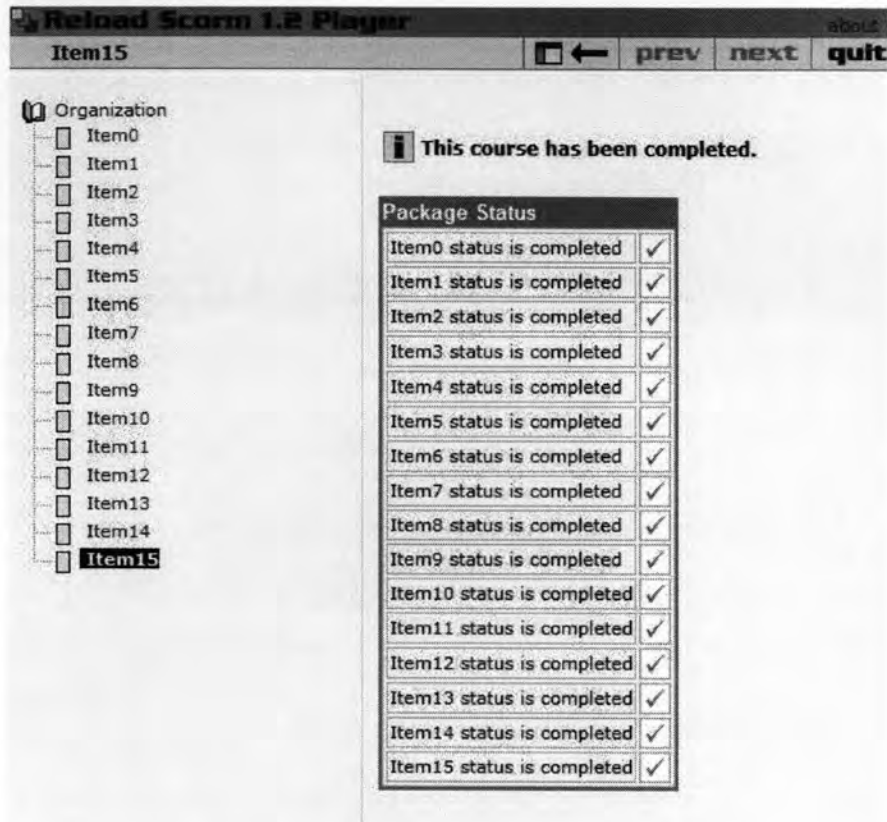 Reload Scorm 1.2 Player
about
Item15
prev
next
quit
Organization
Item0
Item1
Item2
Item3
Item4
Item5
Item6
Item7
Item8
Item9
Item10
Item11
Item12
Item13
Item14
Item15
i This course has been completed.
Package Status
Item0 status is completed
Item1 status is completed
Item2 status is completed
Item3 status is completed
Item4 status is completed
Item5 status is completed
Item6 status is completed
Item7 status is completed
Item8 status is completed
Item9 status is completed
Item10 status is completed
Item11 status is completed
Item12 status is completed
Item13 status is completed
Item14 status is completed
Item15 status is completed